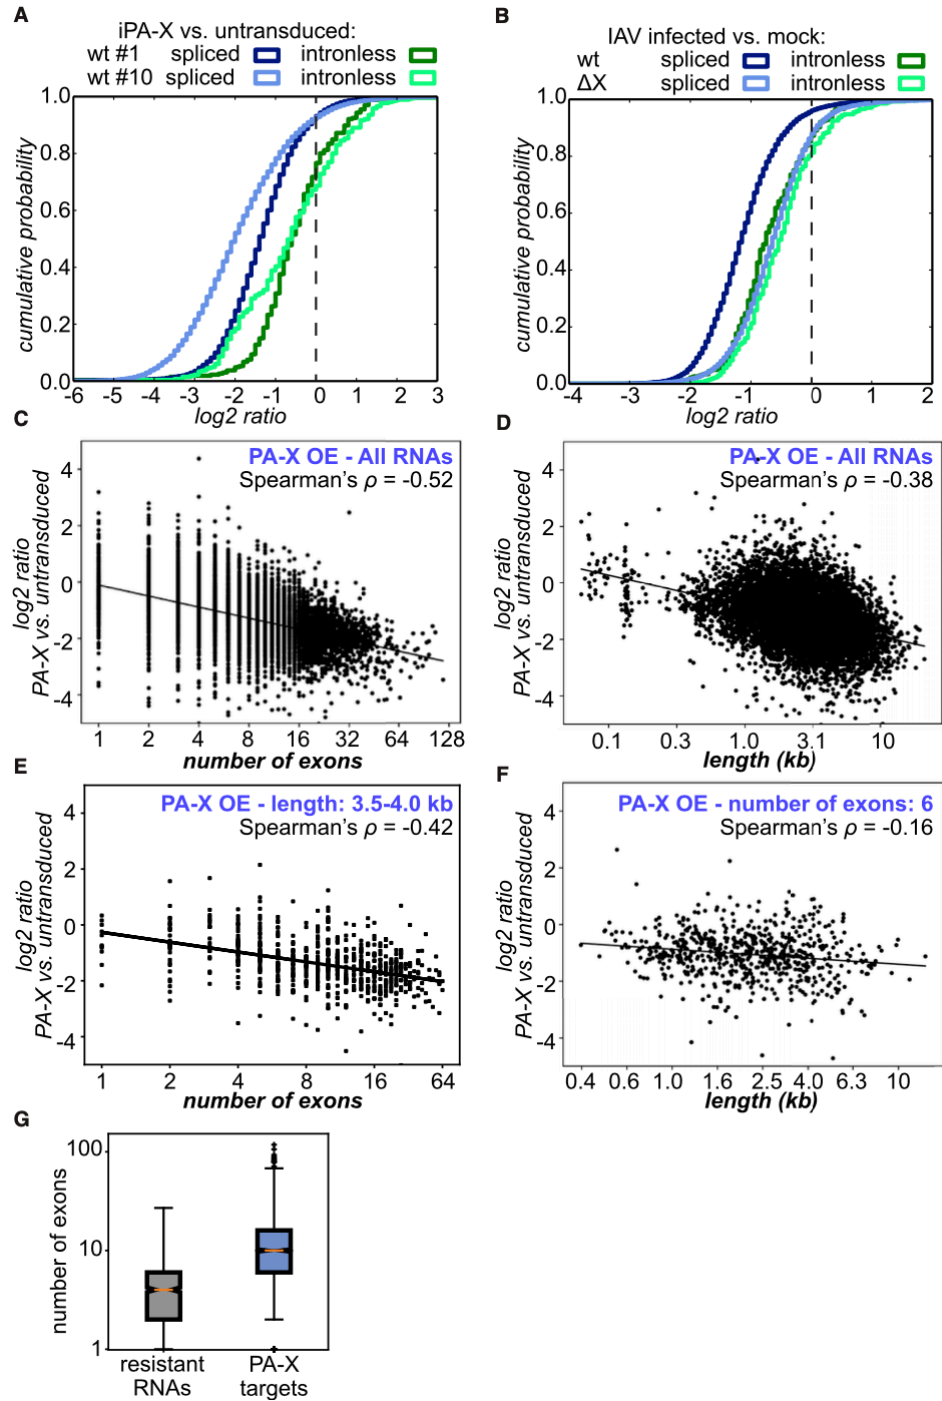 A
iPA-X vs. untransduced:
wt #1 spliced intronless
wt #10 spliced intronless
1.0
0.8
0.6
0.4
0.2
0.0
cumulative probability
-6 -5 -4 -3 -2 -1 0 1 2 3
log2 ratio
B
IAV infected vs. mock:
wt spliced intronless
ΔX spliced intronless
1.0
0.8
0.6
0.4
0.2
0.0
cumulative probability
-4 -3 -2 -1 0 1 2
log2 ratio
C
PA-X OE - All RNAs
Spearman's ρ = -0.52
4
2
0
-2
-4
log2 ratio
PA-X vs. untransduced
1 2 4 8 16 32 64 128
number of exons
D
PA-X OE - All RNAs
Spearman's ρ = -0.38
4
2
0
-2
-4
log2 ratio
PA-X vs. untransduced
0.1 0.3 1.0 3.1 10
length (kb)
E
PA-X OE - length: 3.5-4.0 kb
Spearman's ρ = -0.42
4
2
0
-2
-4
log2 ratio
PA-X vs. untransduced
1 2 4 8 16 64
number of exons
F
PA-X OE - number of exons: 6
Spearman's ρ = -0.16
4
2
0
-2
-4
log2 ratio
PA-X vs. untransduced
0.4 0.6 1.0 1.6 2.5 4.0 6.3 10
length (kb)
G
100
10
1
number of exons
resistant
RNAs
PA-X
targets